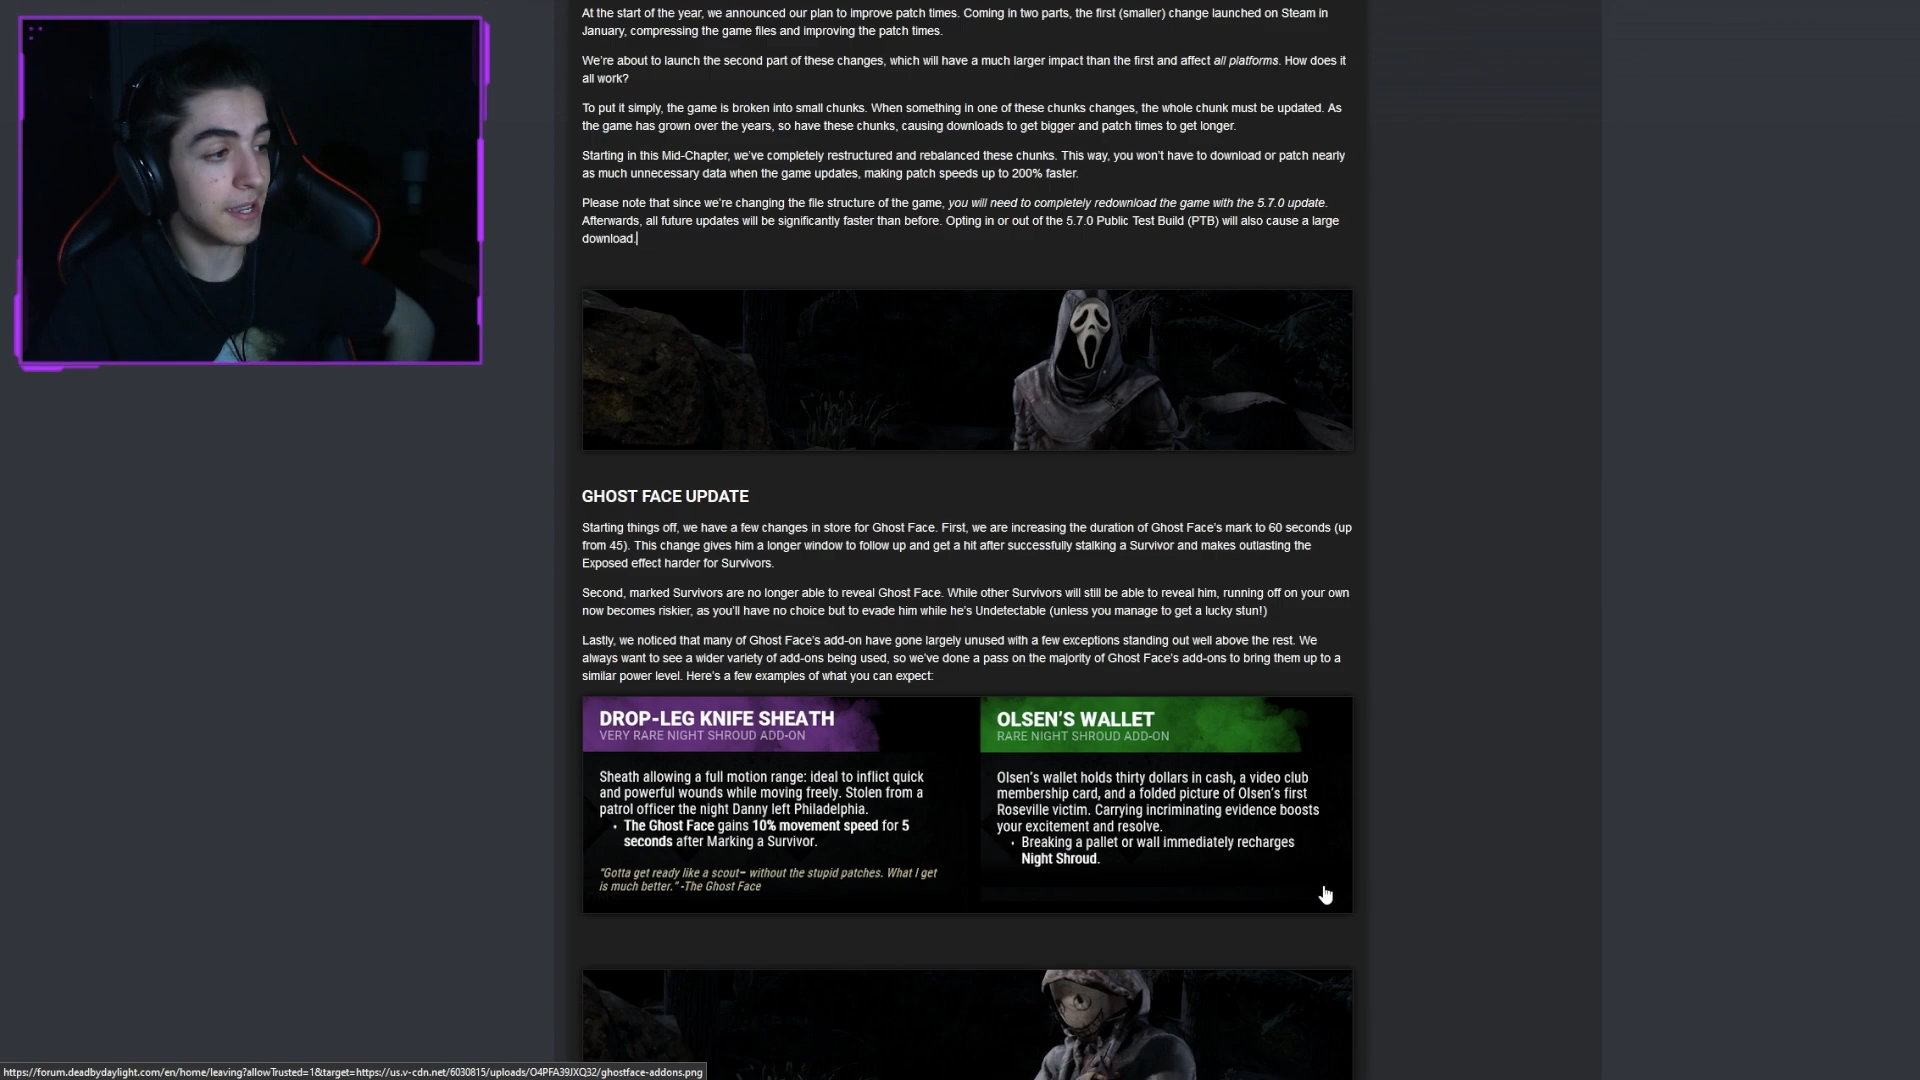 At the start of the year, we announced our plan to improve patch times. Coming in two parts, the first (smaller) change launched on Steam in
January, compressing the game files and improving the patch times.
We're about to launch the second part of these changes, which will have a much larger impact than the first and affect all platforms. How does it
all work?
To put it simply, the game is broken into small chunks. When something in one of these chunks changes, the whole chunk must be updated. As
the game has grown over the years, so have these chunks, causing downloads to get bigger and patch times to get longer.
Starting in this Mid-Chapter, we've completely restructured and rebalanced these chunks. This way, you won't have to download or patch nearly
as much unnecessary data when the game updates, making patch speeds up to 200% faster.
Please note that since we're changing the file structure of the game, you will need to completely redownload the game with the 5.7.0 update.
Afterwards, all future updates will be significantly faster than before. Opting in or out of the 5.7.0 Public Test Build (PTB) will also cause a large
download.
GHOST FACE UPDATE
Starting things off, we have a few changes in store for Ghost Face. First, we are increasing the duration of Ghost Face's mark to 60 seconds (up
from 45). This change gives him a longer window to follow up and get a hit after successfully stalking a Survivor and makes outlasting the
Exposed effect harder for Survivors.
Second, marked Survivors are no longer able to reveal Ghost Face. While other Survivors will still be able to reveal him, running off on your own
now becomes riskier, as you'll have no choice but to evade him while he's Undetectable (unless you manage to get a lucky stun!)
Lastly, we noticed that many of Ghost Face's add-on have gone largely unused with a few exceptions standing out well above the rest. We
always want to see a wider variety of add-ons being used, so we've done a pass on the majority of Ghost Face's add-ons to bring them up to a
similar power level. Here's a few examples of what you can expect:
DROP-LEG KNIFE SHEATH
VERY RARE NIGHT SHROUD ADD-ON
Sheath allowing a full motion range: ideal to inflict quick
and powerful wounds while moving freely. Stolen from a
patrol officer the night Danny left Philadelphia.
• The Ghost Face gains 10% movement speed for 5
seconds after Marking a Survivor.
"Gotta get ready like a scout– without the stupid patches. What I get
is much better." -The Ghost Face
OLSEN'S WALLET
RARE NIGHT SHROUD ADD-ON
Olsen's wallet holds thirty dollars in cash, a video club
membership card, and a folded picture of Olsen's first
Roseville victim. Carrying incriminating evidence boosts
your excitement and resolve.
• Breaking a pallet or wall immediately recharges
Night Shroud.
https://forum.deadbydaylight.com/en/home/leaving?allowTrusted=1&target=https://us.v-cdn.net/6030815/uploads/O4PFA39JXQ32/ghostface-addons.png